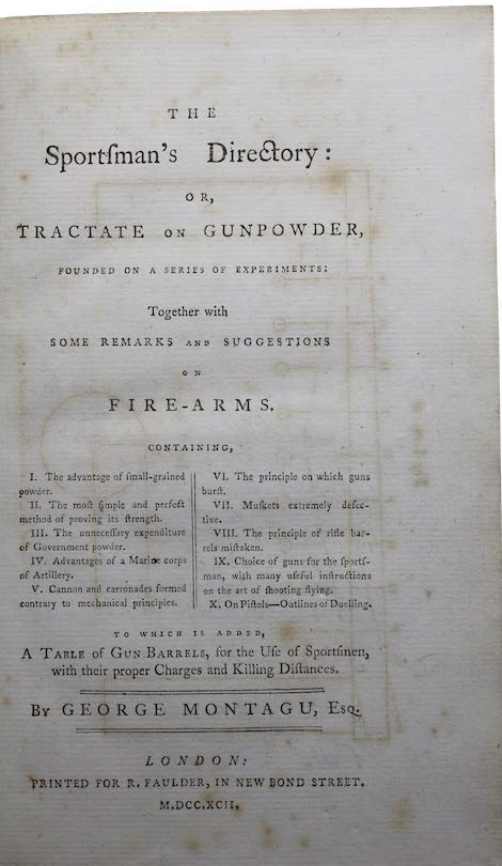 THE
Sportſman's Directory:
OR,
TRACTATE ON GUNPOWDER,
FOUNDED ON A SERIES OF EXPERIMENTS:
Together with
SOME REMARKS AND SUGGESTIONS
ON
FIRE-ARMS.
CONTAINING,
I. The advantage of ſmall-grained
powder.
II. The moſt ſimple and perfect
method of proving its ſtrength.
III. The unneceſſary expenditure
of Government powder.
IV. Advantages of a Marine corps
of Artillery.
V. Cannon and carronades formed
contrary to mechanical principles.
VI. The principle on which guns
burſt.
VII. Muſkets extremely defec-
tive.
VIII. The principle of rifle bar-
rels miſtaken.
IX. Choice of guns for the ſportſ-
man, with many uſeful inſtructions
on the art of ſhooting flying.
X. On Piſtols—Outlines of Duelling.
TO WHICH IS ADDED,
A TABLE OF GUN BARRELS, for the Uſe of Sportſmen,
with their proper Charges and Killing Diſtances.
By GEORGE MONTAGU, Esq.
LONDON:
PRINTED FOR R. FAULDER, IN NEW BOND STREET.
M.DCC.XCII.